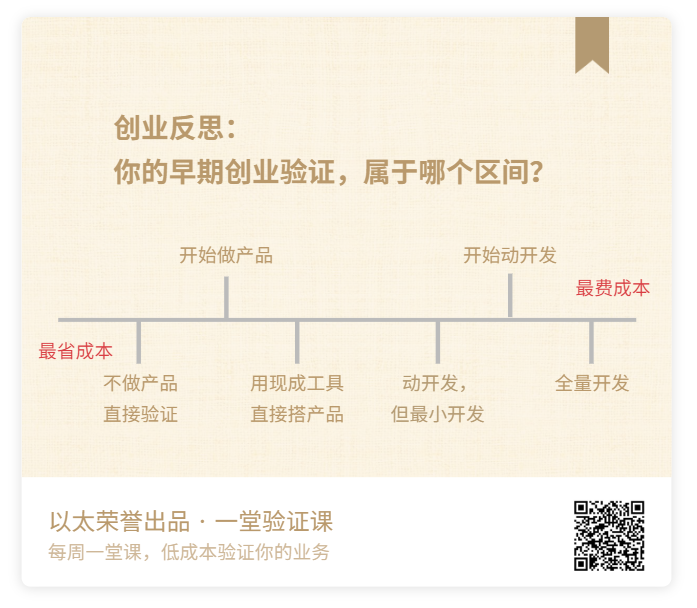 创业反思：
你的早期创业验证，属于哪个区间？
开始做产品
开始动开发
最费成本
最省成本
不做产品
直接验证
用现成工具
直接搭产品
动开发，
但最小开发
全量开发
以太荣誉出品 · 一堂验证课
每周一堂课，低成本验证你的业务